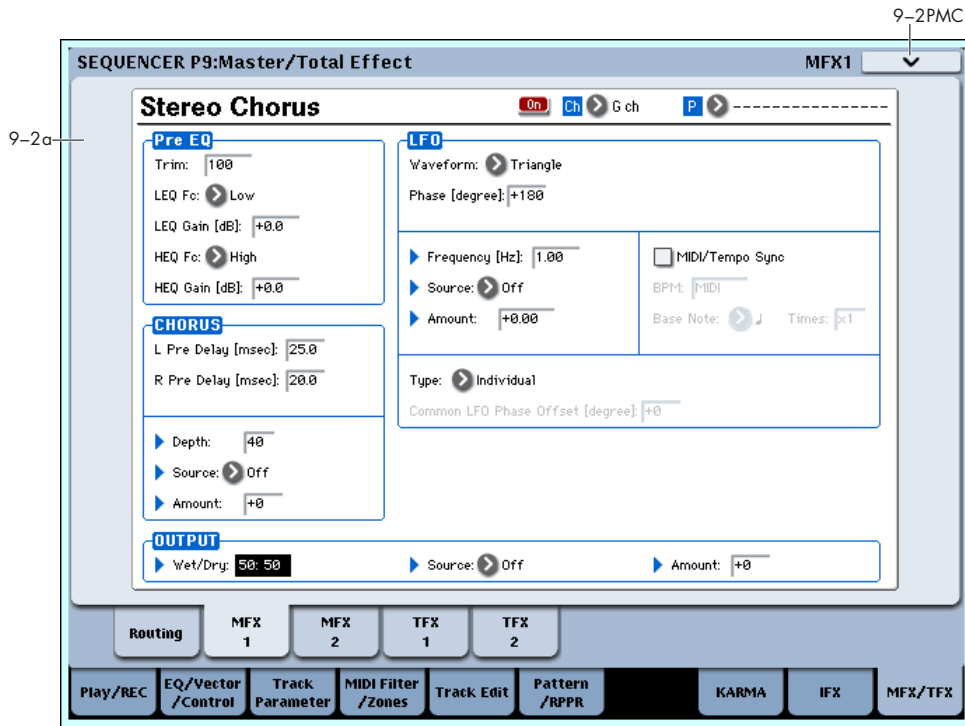 9–2PMC
SEQUENCER P9:Master/Total Effect MFX1
9–2a
Stereo Chorus On Ch G ch P ----------------
Pre EQ
Trim: 100
LEQ Fc: Low
LEQ Gain [dB]: +0.0
HEQ Fc: High
HEQ Gain [dB]: +0.0
CHORUS
L Pre Delay [msec]: 25.0
R Pre Delay [msec]: 20.0
Depth: 40
Source: Off
Amount: +0
LFO
Waveform: Triangle
Phase [degree]: +180
Frequency [Hz]: 1.00
Source: Off
Amount: +0.00
MIDI/Tempo Sync
BPM: MIDI
Base Note: ♩ Times: x1
Type: Individual
Common LFO Phase Offset [degree]: +0
OUTPUT
Wet/Dry: 50: 50 Source: Off Amount: +0
Routing
MFX
1
MFX
2
TFX
1
TFX
2
Play/REC
EQ/Vector
/Control
Track
Parameter
MIDI Filter
/Zones
Track Edit
Pattern
/RPPR
KARMA
IFX
MFX/TFX